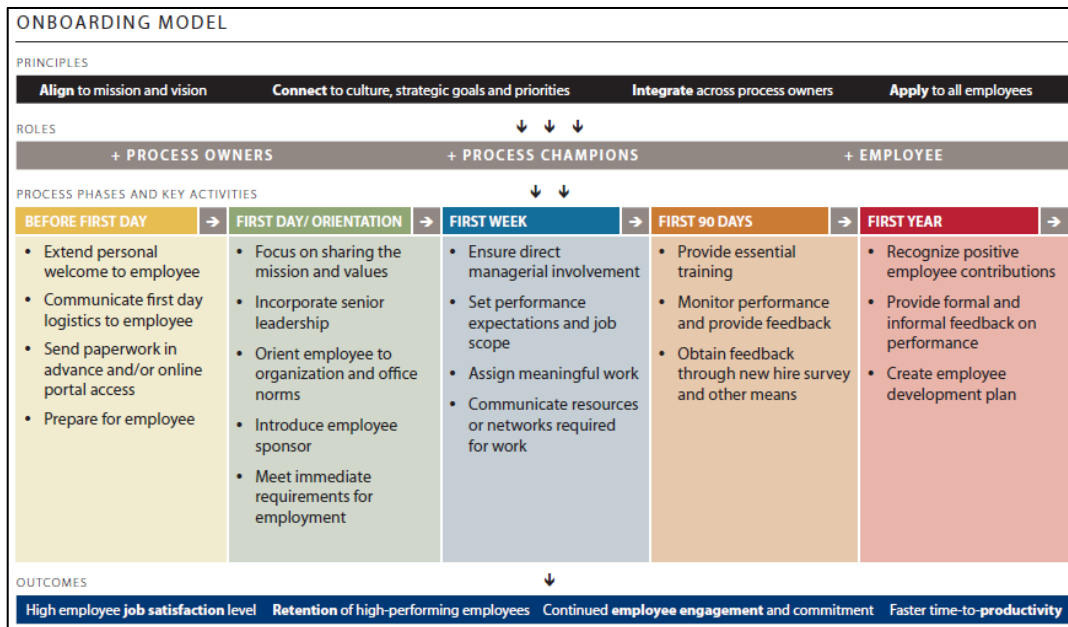 ONBOARDING MODEL
PRINCIPLES
Align to mission and vision Connect to culture, strategic goals and priorities Integrate across process owners Apply to all employees
ROLES
+ PROCESS OWNERS + PROCESS CHAMPIONS + EMPLOYEE
PROCESS PHASES AND KEY ACTIVITIES
BEFORE FIRST DAY
• Extend personal
welcome to employee
• Communicate first day
logistics to employee
• Send paperwork in
advance and/or online
portal access
• Prepare for employee
FIRST DAY/ ORIENTATION
• Focus on sharing the
mission and values
• Incorporate senior
leadership
• Orient employee to
organization and office
norms
• Introduce employee
sponsor
• Meet immediate
requirements for
employment
FIRST WEEK
• Ensure direct
managerial involvement
• Set performance
expectations and job
scope
• Assign meaningful work
• Communicate resources
or networks required
for work
FIRST 90 DAYS
• Provide essential
training
• Monitor performance
and provide feedback
• Obtain feedback
through new hire survey
and other means
FIRST YEAR
• Recognize positive
employee contributions
• Provide formal and
informal feedback on
performance
• Create employee
development plan
OUTCOMES
High employee job satisfaction level Retention of high-performing employees Continued employee engagement and commitment Faster time-to-productivity